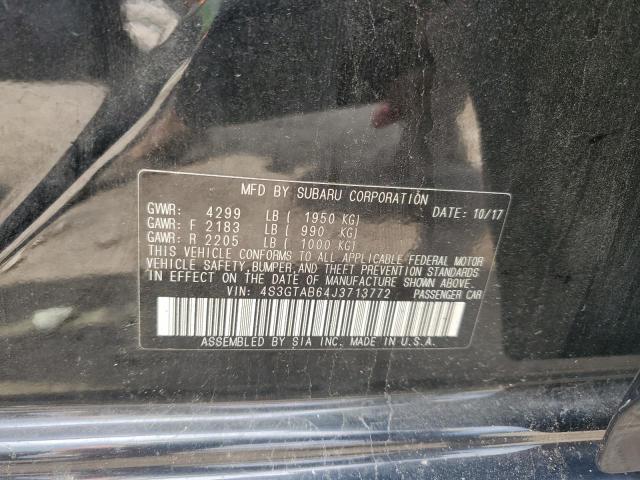 MFD BY SUBARU CORPORATION DATE: 10/17
GVWR: 4299 LB ( 1950 KG)
GAWR: F 2183 LB ( 990 KG)
GAWR: R 2205 LB ( 1000 KG)
THIS VEHICLE CONFORMS TO ALL APPLICABLE FEDERAL MOTOR
VEHICLE SAFETY, BUMPER, AND THEFT PREVENTION STANDARDS
IN EFFECT ON THE DATE OF MANUFACTURE SHOWN ABOVE.
VIN: 4S3GTAB64J3713772 PASSENGER CAR
ASSEMBLED BY SIA INC. MADE IN U.S.A.